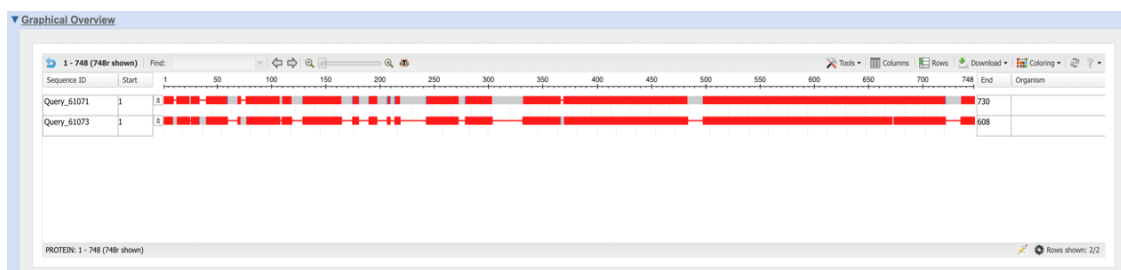 Graphical Overview
1 - 748 (748r shown) Find: Tools Columns Rows Download Coloring ?
Sequence ID Start 1 50 100 150 200 250 300 350 400 450 500 550 600 650 700 748 End Organism
Query_61071 1 730
Query_61073 1 608
PROTEIN: 1 - 748 (748r shown) Rows shown: 2/2